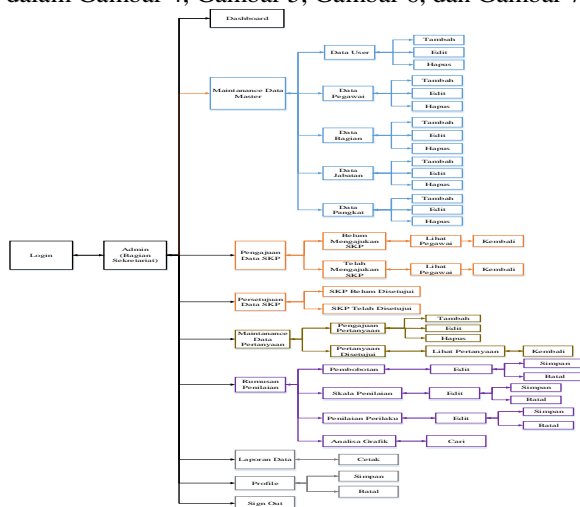 dalam Gambar 4, Gambar 5, Gambar 6, dan Gambar 7
Dashboard
Maintanance Data
Master
Data User
Tambah
Edit
Hapus
Data
Pegawai
Tambah
Edit
Hapus
Data
Bagian
Tambah
Edit
Hapus
Data
Jabatan
Tambah
Edit
Hapus
Data
Pangkat
Tambah
Edit
Hapus
Login
Admin
(Bagian
Sekretariat)
Pengajuan
Data SKP
Belum
Mengajukan
SKP
Lihat
Pegawai
Kembali
Telah
Mengajukan
SKP
Lihat
Pegawai
Kembali
Persetujuan
Data SKP
SKP Belum Disetujui
SKP Telah Disetujui
Maintanance
Data
Pertanyaan
Pengajuan
Pertanyaan
Tambah
Edit
Hapus
Pertanyaan
Disetujui
Lihat Pertanyaan
Kembali
Rumusan
Penilaian
Pembobotan
Edit
Simpan
Batal
Skala Penilaian
Edit
Simpan
Batal
Penilaian Perilaku
Edit
Simpan
Batal
Analisa Grafik
Cari
Laporan Data
Cetak
Profile
Simpan
Batal
Sign Out